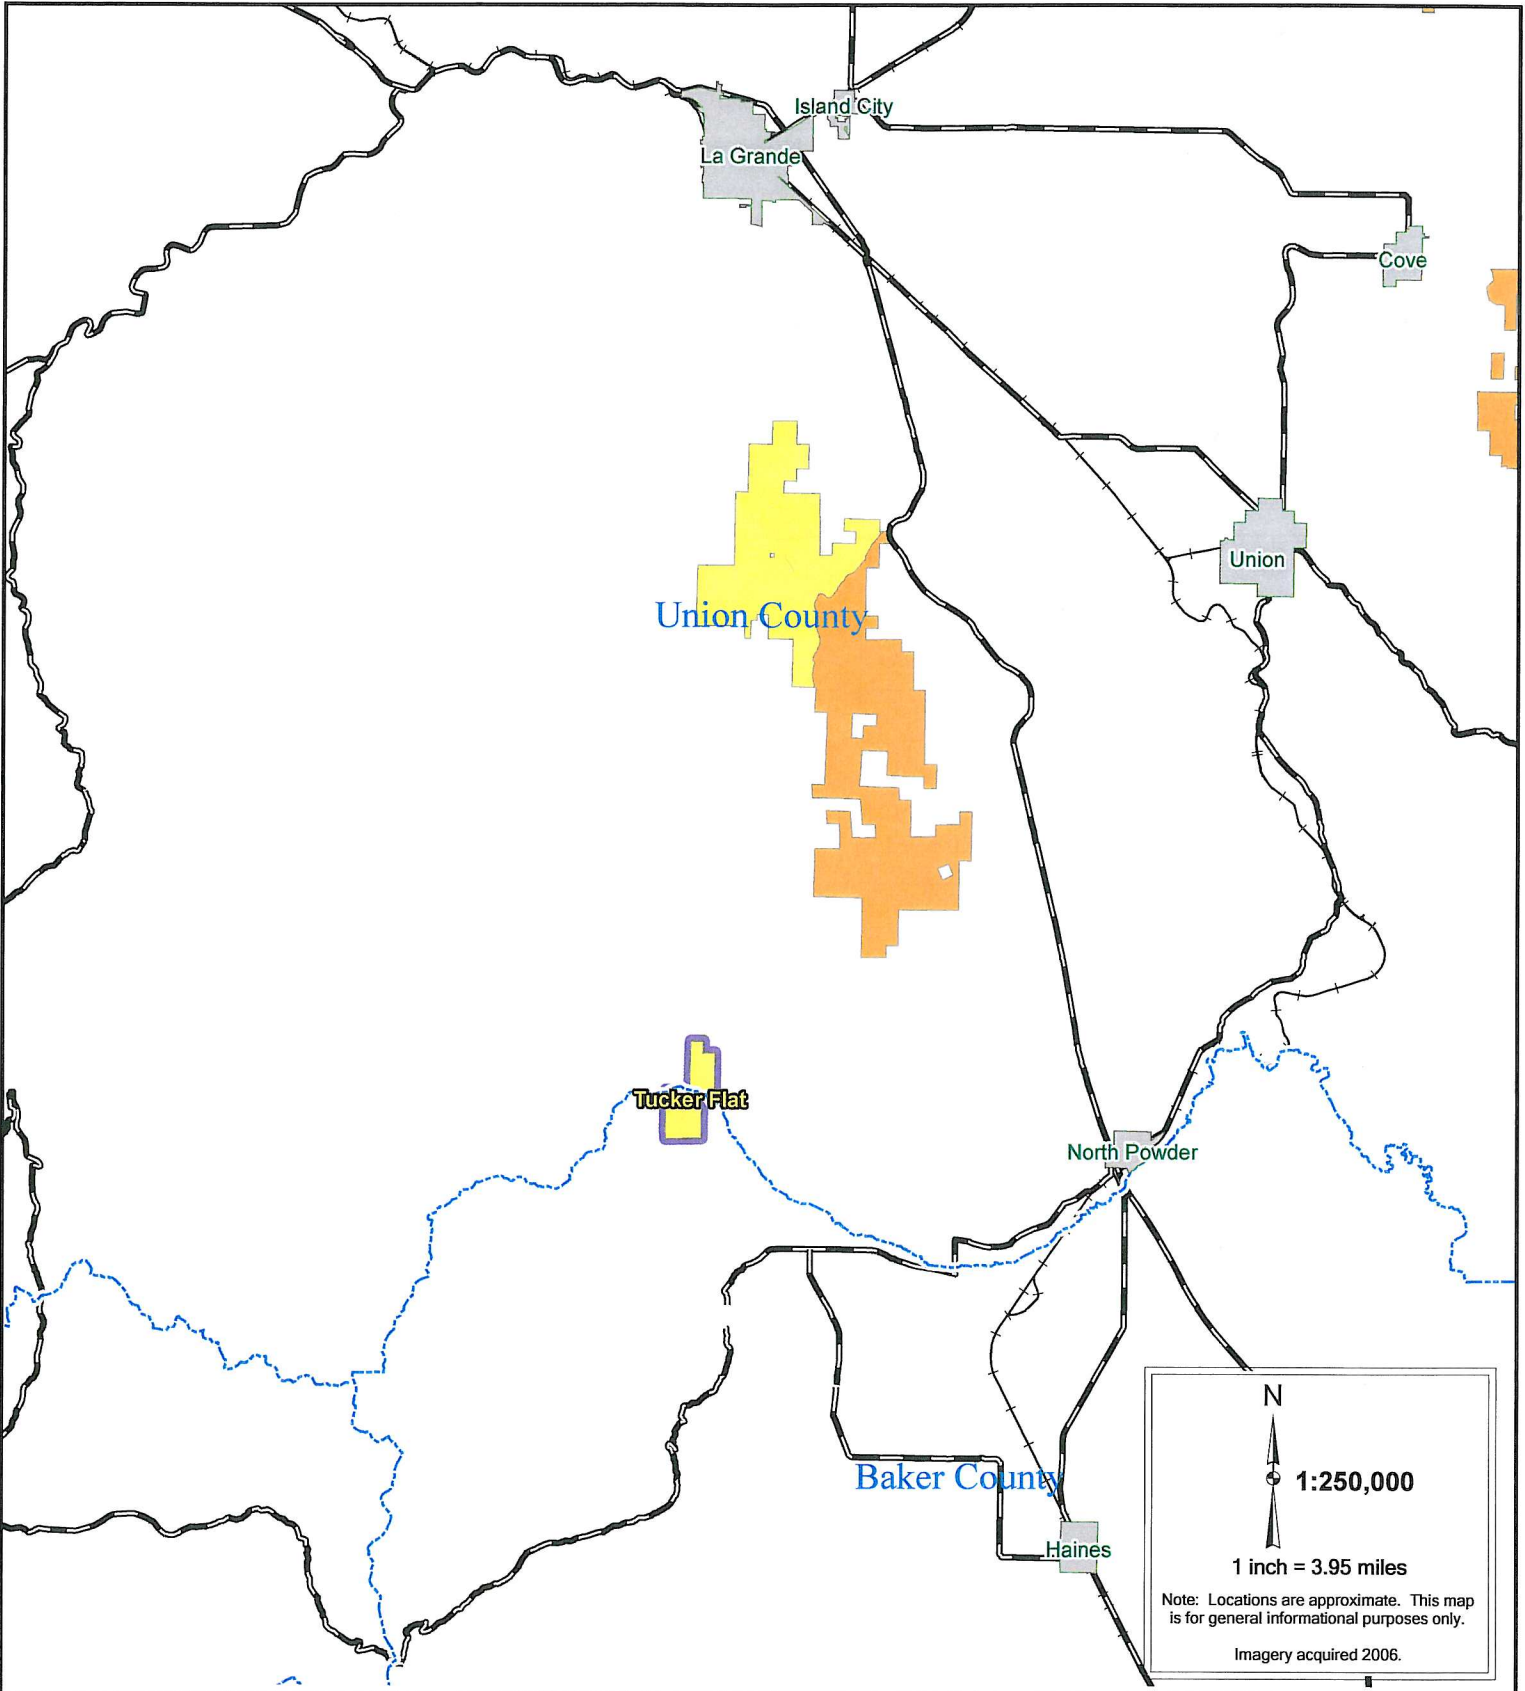 Island City
La Grande
Cove
Union
Union County
Tucker Flat
North Powder
Baker County
Haines
N
1:250,000
1 inch = 3.95 miles
Note: Locations are approximate. This map
is for general informational purposes only.
Imagery acquired 2006.